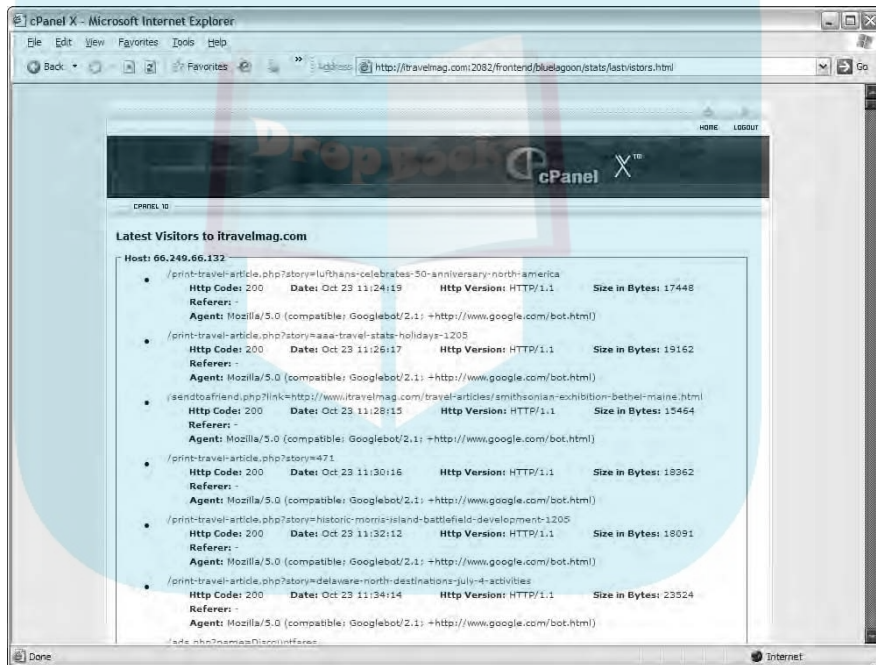 cPanel X - Microsoft Internet Explorer
File Edit View Favorites Tools Help
Back Favorites Address http://itravelmag.com:2082/frontend/bluelagoon/stats/lastvistors.html Go
HOME LOGOUT
Drop Book
cPanel X™
CPANEL 10
Latest Visitors to itravelmag.com
Host: 66.249.66.132
/print-travel-article.php?story=lufthans-celebrates-50-anniversary-north-america
Http Code: 200 Date: Oct 23 11:24:19 Http Version: HTTP/1.1 Size in Bytes: 17448
Referer: -
Agent: Mozilla/5.0 (compatible; Googlebot/2.1; +http://www.google.com/bot.html)
/print-travel-article.php?story=aaa-travel-stats-holidays-1205
Http Code: 200 Date: Oct 23 11:26:17 Http Version: HTTP/1.1 Size in Bytes: 19162
Referer: -
Agent: Mozilla/5.0 (compatible; Googlebot/2.1; +http://www.google.com/bot.html)
/sendtoafriend.php?link=http://www.itravelmag.com/travel-articles/smithsonian-exhibition-bethel-maine.html
Http Code: 200 Date: Oct 23 11:28:15 Http Version: HTTP/1.1 Size in Bytes: 15464
Referer: -
Agent: Mozilla/5.0 (compatible; Googlebot/2.1; +http://www.google.com/bot.html)
/print-travel-article.php?story=471
Http Code: 200 Date: Oct 23 11:30:16 Http Version: HTTP/1.1 Size in Bytes: 18362
Referer: -
Agent: Mozilla/5.0 (compatible; Googlebot/2.1; +http://www.google.com/bot.html)
/print-travel-article.php?story=historic-morris-island-battlefield-development-1205
Http Code: 200 Date: Oct 23 11:32:12 Http Version: HTTP/1.1 Size in Bytes: 18091
Referer: -
Agent: Mozilla/5.0 (compatible; Googlebot/2.1; +http://www.google.com/bot.html)
/print-travel-article.php?story=delaware-north-destinations-july-4-activities
Http Code: 200 Date: Oct 23 11:34:14 Http Version: HTTP/1.1 Size in Bytes: 23524
Referer: -
Agent: Mozilla/5.0 (compatible; Googlebot/2.1; +http://www.google.com/bot.html)
/ads.php?name=Discountfares
Done Internet